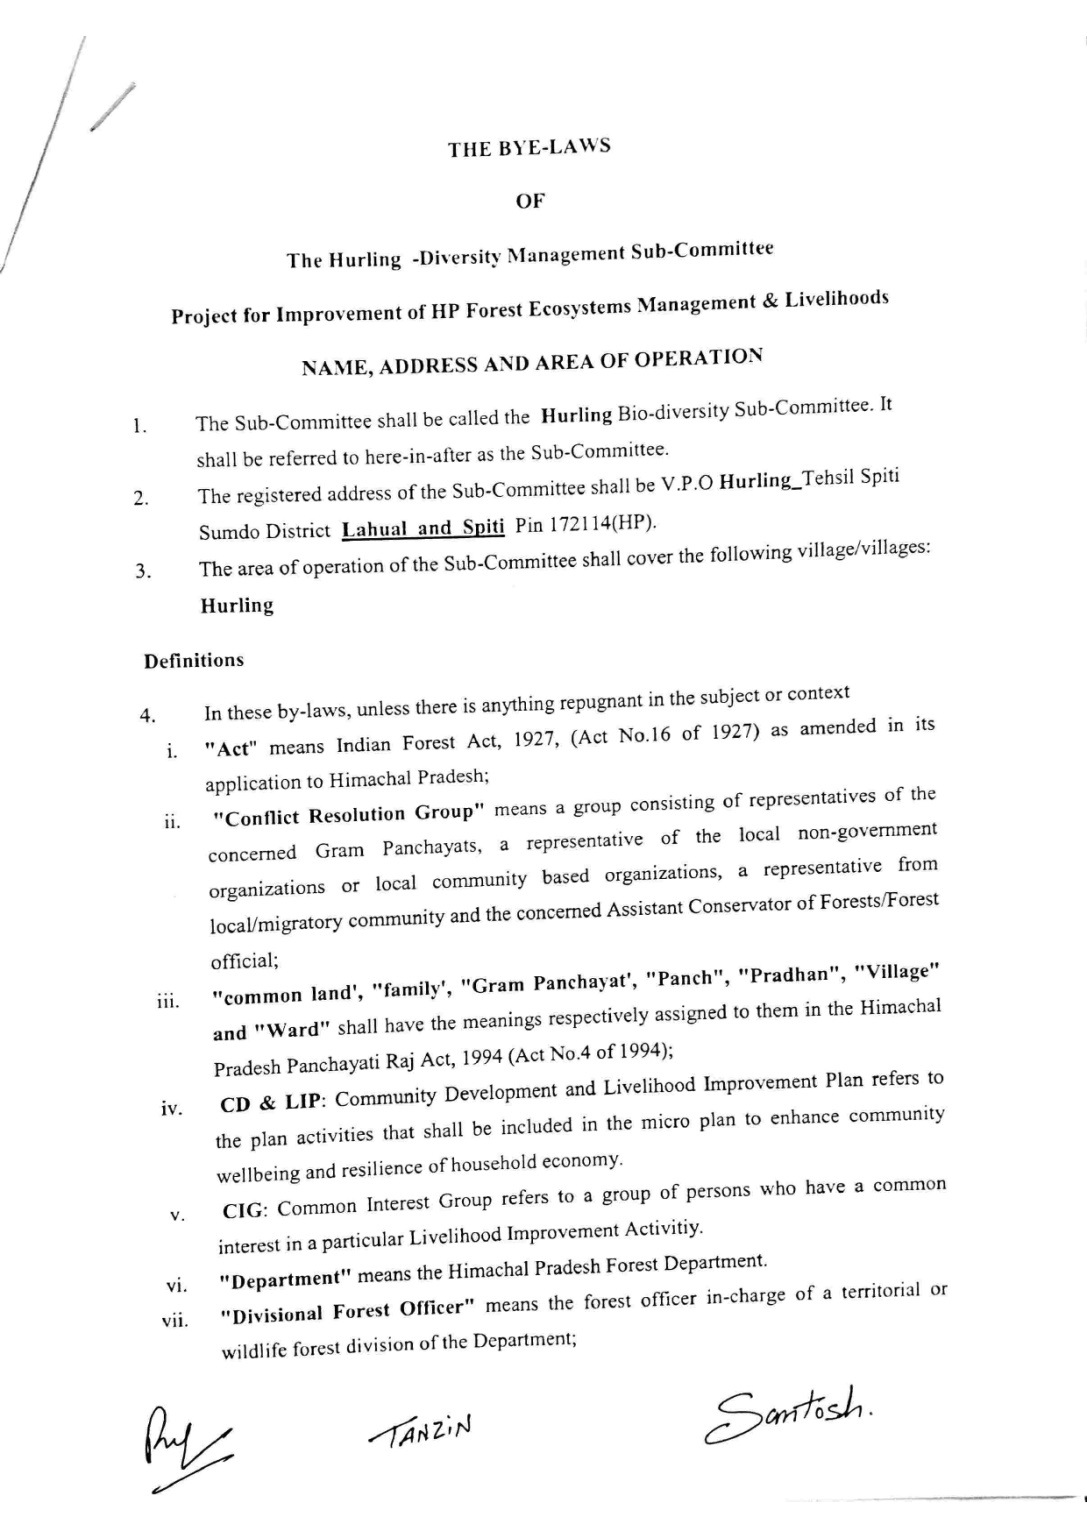 THE BYE-LAWS
OF
The Hurling -Diversity Management Sub-Committee
Project for Improvement of HP Forest Ecosystems Management & Livelihoods
NAME, ADDRESS AND AREA OF OPERATION
1. The Sub-Committee shall be called the Hurling Bio-diversity Sub-Committee. It
shall be referred to here-in-after as the Sub-Committee.
2. The registered address of the Sub-Committee shall be V.P.O Hurling_Tehsil Spiti
Sumdo District Lahual and Spiti Pin 172114(HP).
3. The area of operation of the Sub-Committee shall cover the following village/villages:
Hurling
Definitions
4. In these by-laws, unless there is anything repugnant in the subject or context
i. "Act" means Indian Forest Act, 1927, (Act No.16 of 1927) as amended in its
application to Himachal Pradesh;
ii. "Conflict Resolution Group" means a group consisting of representatives of the
concerned Gram Panchayats, a representative of the local non-government
organizations or local community based organizations, a representative from
local/migratory community and the concerned Assistant Conservator of Forests/Forest
official;
iii. "common land', "family', "Gram Panchayat', "Panch", "Pradhan", "Village"
and "Ward" shall have the meanings respectively assigned to them in the Himachal
Pradesh Panchayati Raj Act, 1994 (Act No.4 of 1994);
iv. CD & LIP: Community Development and Livelihood Improvement Plan refers to
the plan activities that shall be included in the micro plan to enhance community
wellbeing and resilience of household economy.
v. CIG: Common Interest Group refers to a group of persons who have a common
interest in a particular Livelihood Improvement Activitiy.
vi. "Department" means the Himachal Pradesh Forest Department.
vii. "Divisional Forest Officer" means the forest officer in-charge of a territorial or
wildlife forest division of the Department;
TANZIN Santosh.